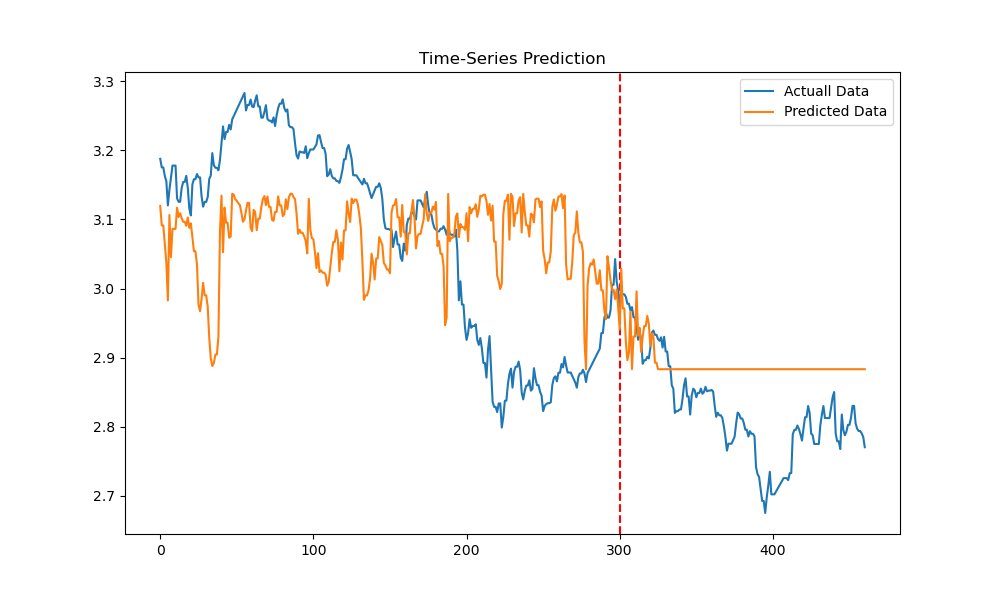 Time-Series Prediction
Actuall Data
Predicted Data
3.3
3.2
3.1
3.0
2.9
2.8
2.7
0 100 200 300 400